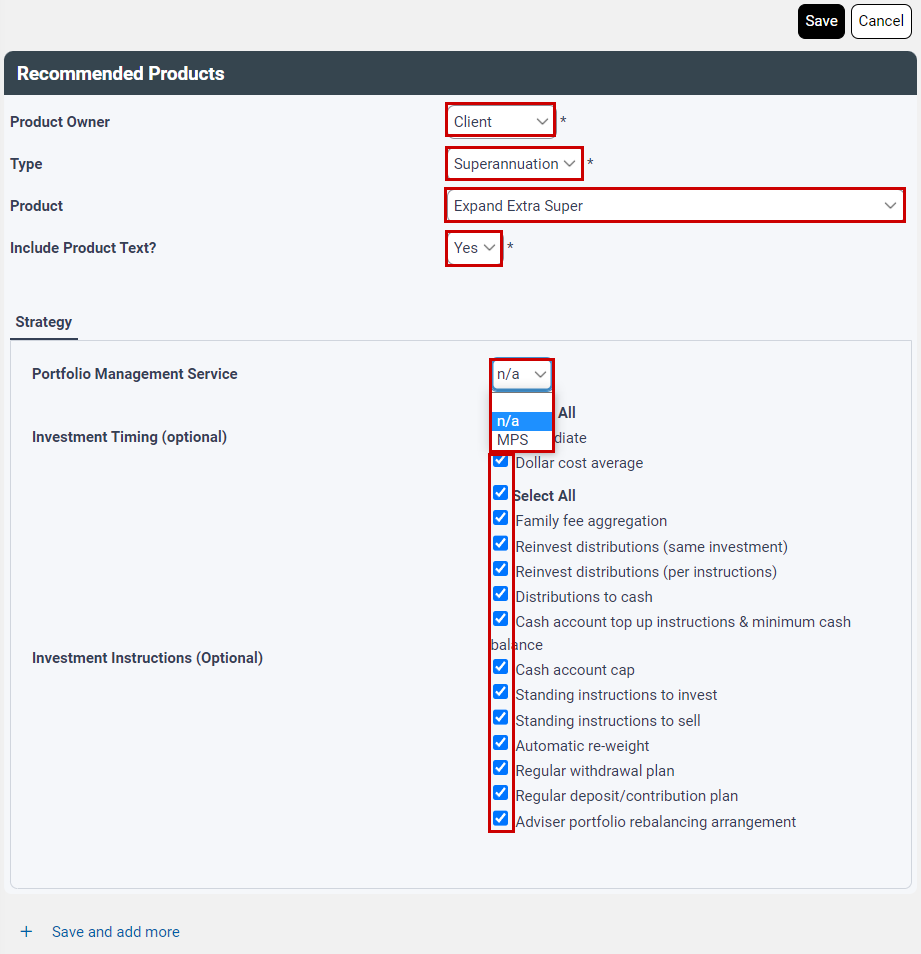 Save Cancel
Recommended Products
Product Owner Client *
Type Superannuation *
Product Expand Extra Super
Include Product Text? Yes *
Strategy
Portfolio Management Service n/a
n/a
MPS
Investment Timing (optional)
All
diate
Dollar cost average
Investment Instructions (Optional)
Select All
Family fee aggregation
Reinvest distributions (same investment)
Reinvest distributions (per instructions)
Distributions to cash
Cash account top up instructions & minimum cash
balance
Cash account cap
Standing instructions to invest
Standing instructions to sell
Automatic re-weight
Regular withdrawal plan
Regular deposit/contribution plan
Adviser portfolio rebalancing arrangement
+ Save and add more